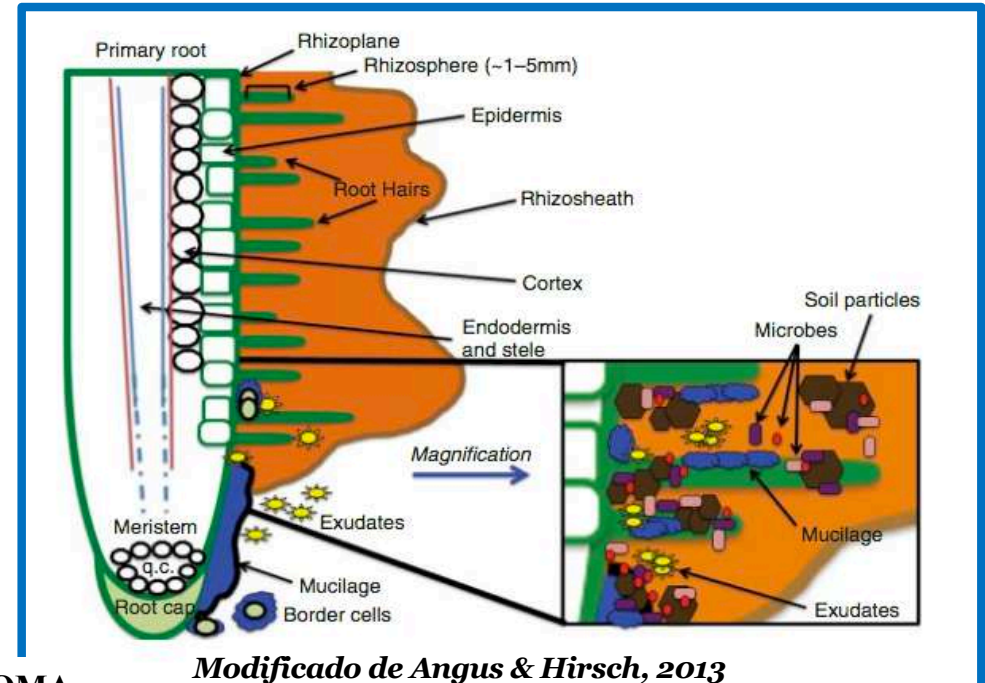 Primary root
Rhizoplane
Rhizosphere (~1–5mm)
Epidermis
Root Hairs
Rhizosheath
Cortex
Endodermis
and stele
Soil particles
Microbes
Magnification
Meristem
q.c.
Root cap
Exudates
Mucilage
Border cells
Mucilage
Exudates
Modificado de Angus & Hirsch, 2013